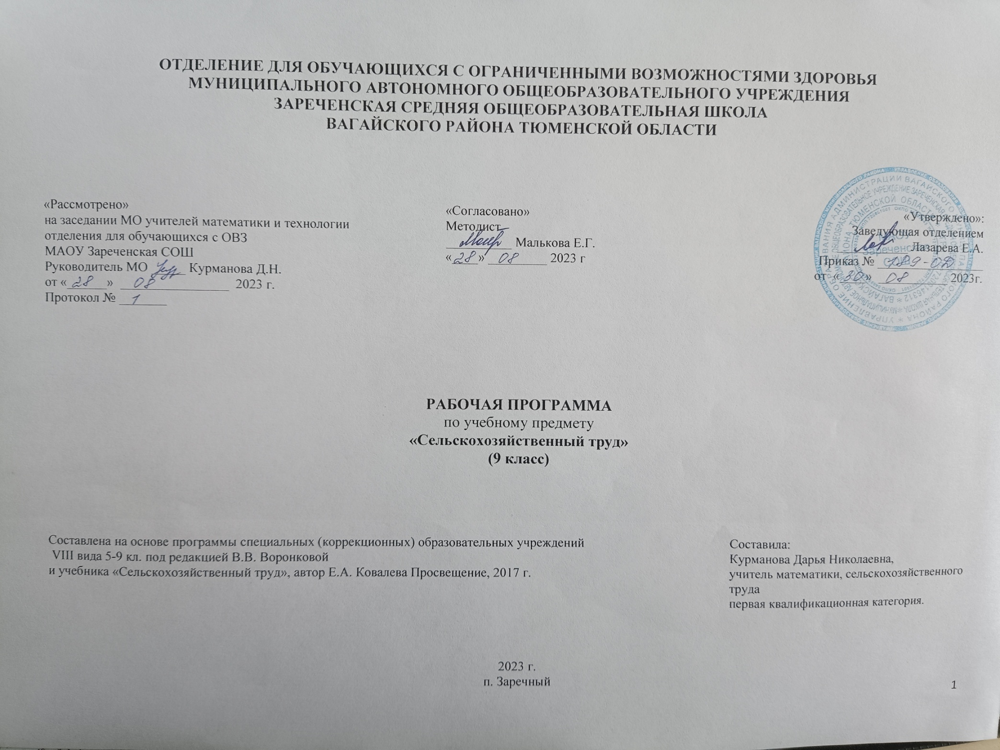 ОТДЕЛЕНИЕ ДЛЯ ОБУЧАЮЩИХСЯ С ОГРАНИЧЕННЫМИ ВОЗМОЖНОСТЯМИ ЗДОРОВЬЯ
МУНИЦИПАЛЬНОГО АВТОНОМНОГО ОБЩЕОБРАЗОВАТЕЛЬНОГО УЧРЕЖДЕНИЯ
ЗАРЕЧЕНСКАЯ СРЕДНЯЯ ОБЩЕОБРАЗОВАТЕЛЬНАЯ ШКОЛА
ВАГАЙСКОГО РАЙОНА ТЮМЕНСКОЙ ОБЛАСТИ
«Рассмотрено»
на заседании МО учителей математики и технологии
отделения для обучающихся с ОВЗ
МАОУ Зареченская СОШ
Руководитель МО Курманова Д.Н.
от «28» 08 2023 г.
Протокол № 1
«Согласовано»
Методист
Малькова Е.Г.
«28» 08 2023 г
«Утверждено»:
Заведующая отделением
Лазарева Е.А.
Приказ № 189-ОД
от «30» 08 2023г.
РАБОЧАЯ ПРОГРАММА
по учебному предмету
«Сельскохозяйственный труд»
(9 класс)
Составлена на основе программы специальных (коррекционных) образовательных учреждений
VIII вида 5-9 кл. под редакцией В.В. Воронковой
и учебника «Сельскохозяйственный труд», автор Е.А. Ковалева Просвещение, 2017 г.
Составила:
Курманова Дарья Николаевна,
учитель математики, сельскохозяйственного
труда
первая квалификационная категория.
2023 г.
п. Заречный
1